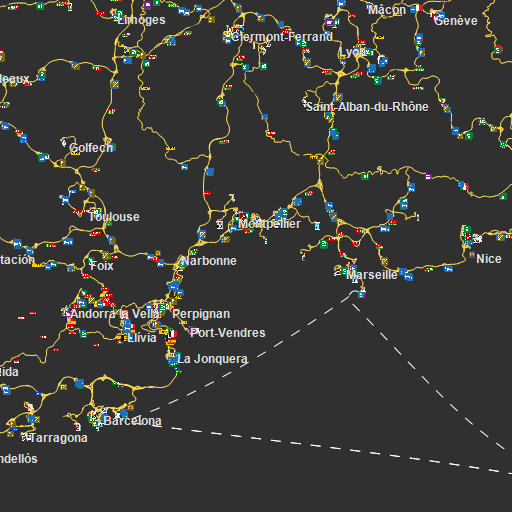 Mâcon
Limoges
Genève
Clermont-Ferrand
Lyon
Saint-Alban-du-Rhône
Golfech
Toulouse
Montpellier
Nice
Narbonne
Foix
Marseille
Andorra la Vella
Perpignan
Port-Vendres
Llívia
La Jonquera
Barcelona
Tarragona